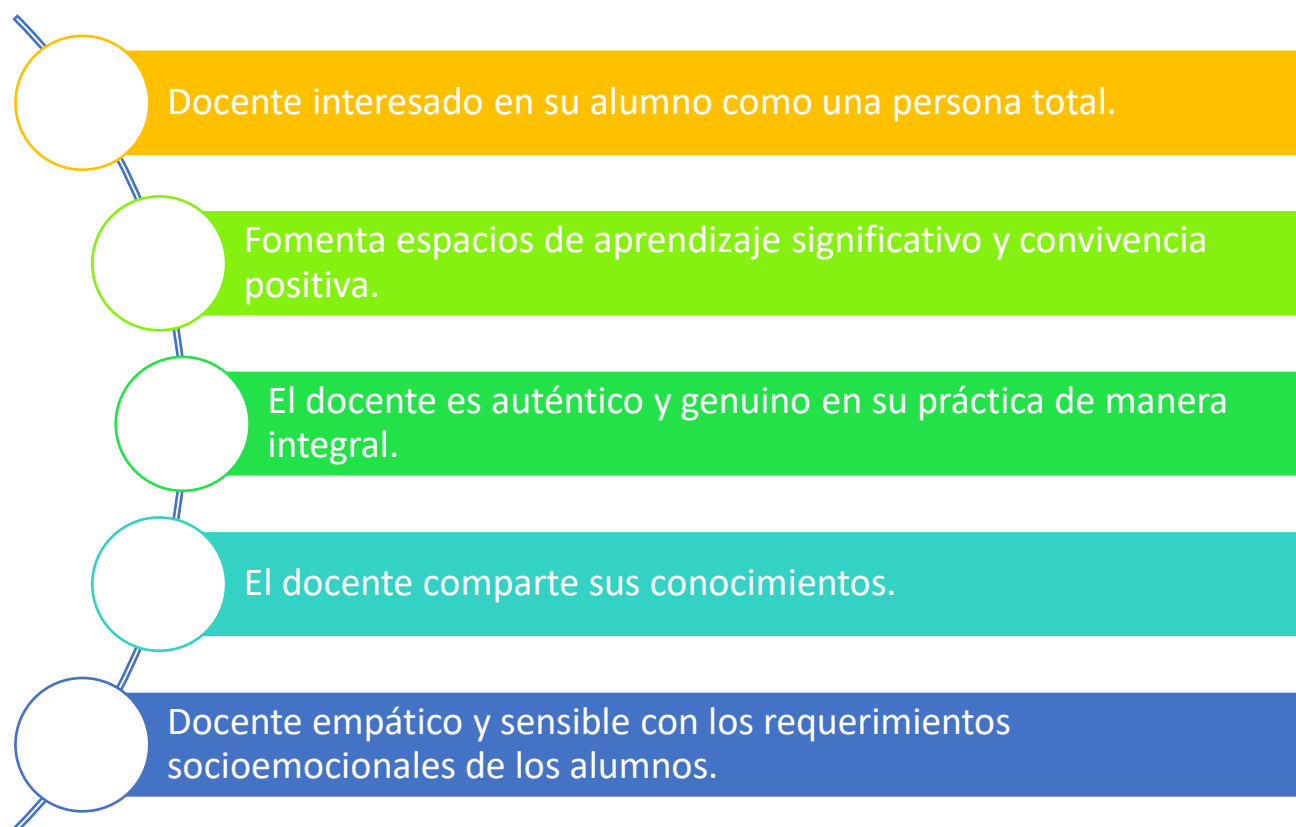 Docente interesado en su alumno como una persona total.
Fomenta espacios de aprendizaje significativo y convivencia
positiva.
El docente es auténtico y genuino en su práctica de manera
integral.
El docente comparte sus conocimientos.
Docente empático y sensible con los requerimientos
socioemocionales de los alumnos.